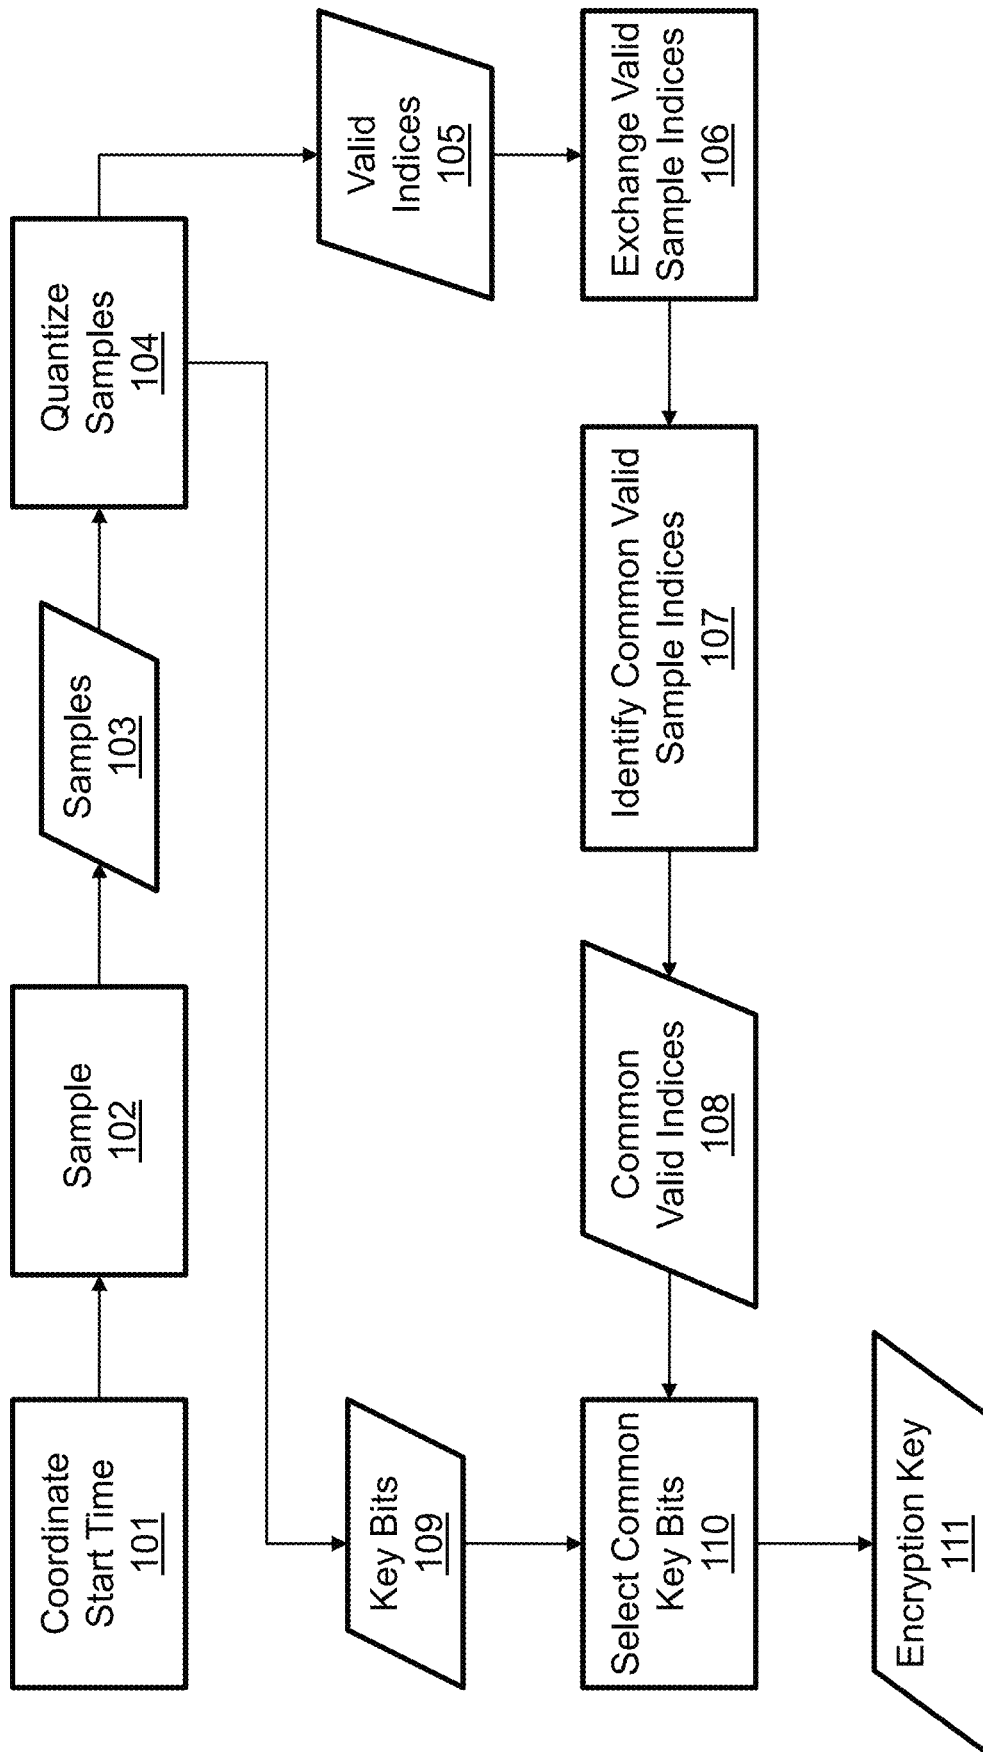 Coordinate
Start Time
101
Sample
102
Samples
103
Quantize
Samples
104
Valid
Indices
105
Exchange Valid
Sample Indices
106
Identify Common Valid
Sample Indices
107
Common
Valid Indices
108
Key Bits
109
Select Common
Key Bits
110
Encryption Key
111